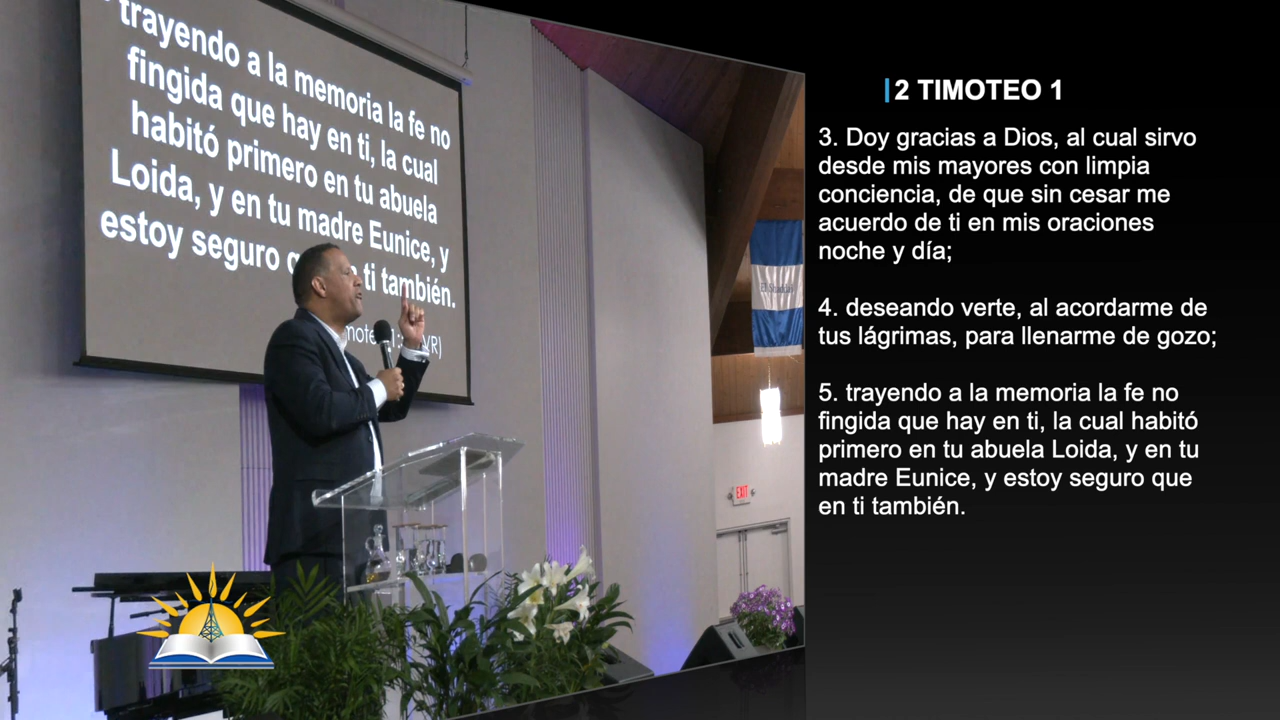 trayendo a la memoria la fe no
fingida que hay en ti, la cual
habitó primero en tu abuela
Loida, y en tu madre Eunice, y
estoy seguro
ti también.
El Shaddai
EXIT
2 TIMOTEO 1
3. Doy gracias a Dios, al cual sirvo
desde mis mayores con limpia
conciencia, de que sin cesar me
acuerdo de ti en mis oraciones
noche y día;
4. deseando verte, al acordarme de
tus lágrimas, para llenarme de gozo;
5. trayendo a la memoria la fe no
fingida que hay en ti, la cual habitó
primero en tu abuela Loida, y en tu
madre Eunice, y estoy seguro que
en ti también.